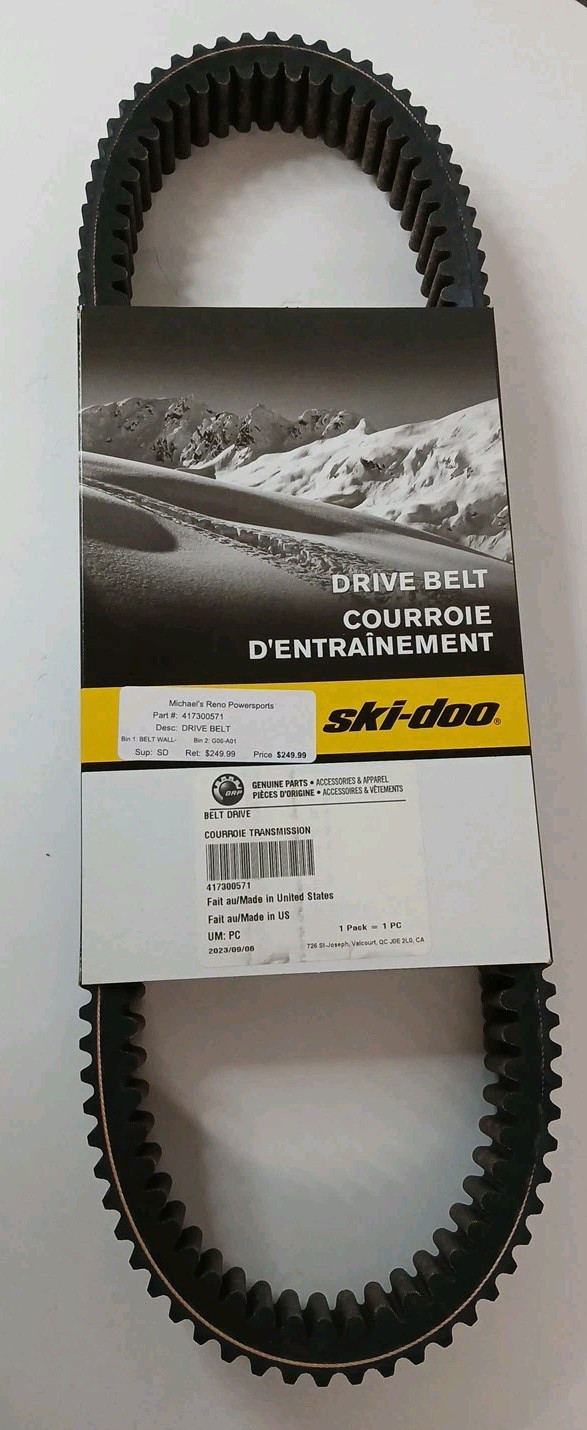 DRIVE BELT
COURROIE
D'ENTRAÎNEMENT
ski-doo®
Michael's Reno Powersports
Part #: 417300571
Desc: DRIVE BELT
Bin 1: BELT WALL- Bin 2: G06-A01
Sup: SD Ret: $249.99 Price $249.99
BRP
GENUINE PARTS • ACCESSORIES & APPAREL
PIÈCES D'ORIGINE • ACCESSOIRES & VÊTEMENTS
BELT DRIVE
COURROIE TRANSMISSION
417300571
Fait au/Made in United States
Fait au/Made in US
UM: PC
1 Pack = 1 PC
2023/09/06
726 St-Joseph, Valcourt, QC J0E 2L0, CA